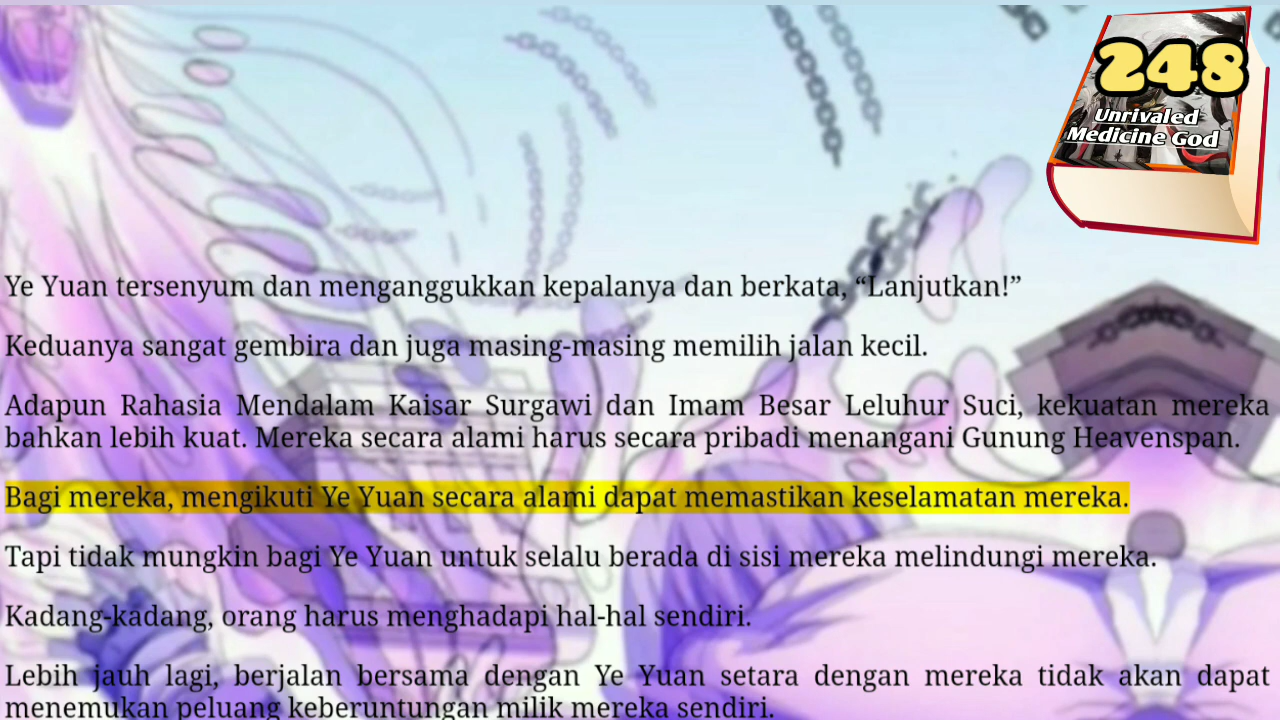 248
Unrivaled
Medicine God
Ye Yuan tersenyum dan menganggukkan kepalanya dan berkata, “Lanjutkan!”
Keduanya sangat gembira dan juga masing-masing memilih jalan kecil.
Adapun Rahasia Mendalam Kaisar Surgawi dan Imam Besar Leluhur Suci, kekuatan mereka
bahkan lebih kuat. Mereka secara alami harus secara pribadi menangani Gunung Heavenspan.
Bagi mereka, mengikuti Ye Yuan secara alami dapat memastikan keselamatan mereka.
Tapi tidak mungkin bagi Ye Yuan untuk selalu berada di sisi mereka melindungi mereka.
Kadang-kadang, orang harus menghadapi hal-hal sendiri.
Lebih jauh lagi, berjalan bersama dengan Ye Yuan setara dengan mereka tidak akan dapat
menemukan peluang keberuntungan milik mereka sendiri.